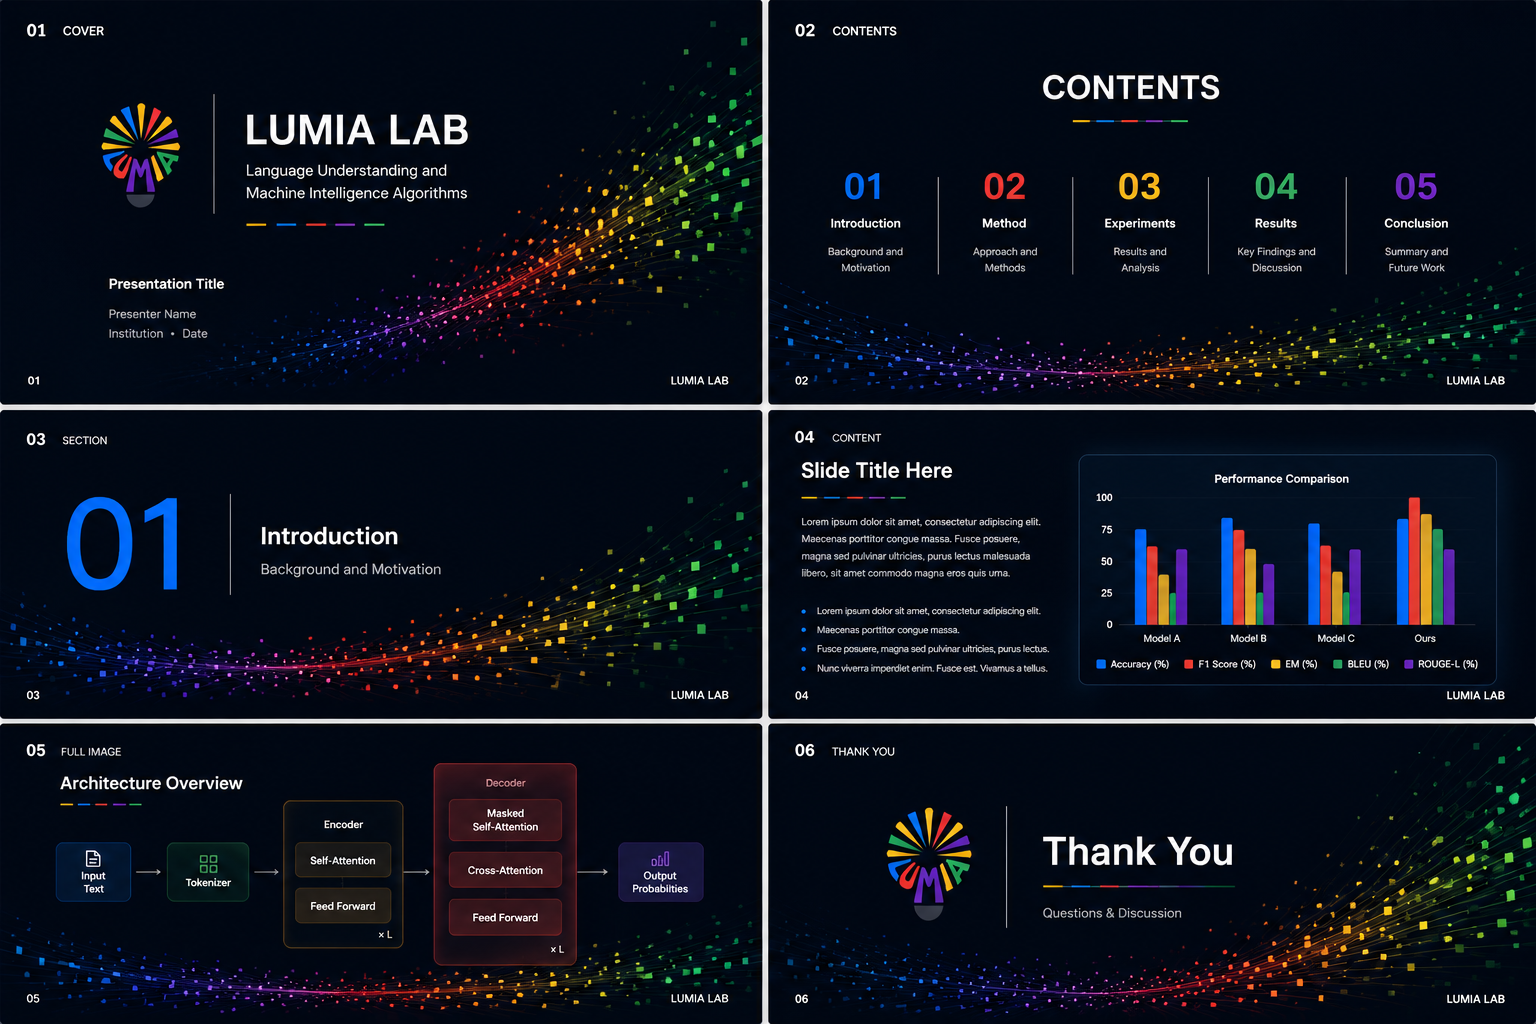 01 COVER
LUMA
LUMIA LAB
Language Understanding and
Machine Intelligence Algorithms
Presentation Title
Presenter Name
Institution • Date
01
LUMIA LAB
02 CONTENTS
CONTENTS
01
Introduction
Background and
Motivation
02
Method
Approach and
Methods
03
Experiments
Results and
Analysis
04
Results
Key Findings and
Discussion
05
Conclusion
Summary and
Future Work
02
LUMIA LAB
03 SECTION
01
Introduction
Background and Motivation
03
LUMIA LAB
04 CONTENT
Slide Title Here
Lorem ipsum dolor sit amet, consectetur adipiscing elit.
Maecenas porttitor congue massa. Fusce posuere,
magna sed pulvinar ultricies, purus lectus malesuada
libero, sit amet commodo magna eros quis urna.
• Lorem ipsum dolor sit amet, consectetur adipiscing elit.
• Maecenas porttitor congue massa.
• Fusce posuere, magna sed pulvinar ultricies, purus lectus.
• Nunc viverra imperdiet enim. Fusce est. Vivamus a tellus.
Performance Comparison
100
75
50
25
0
Model A Model B Model C Ours
Accuracy (%) F1 Score (%) EM (%) BLEU (%) ROUGE-L (%)
04
LUMIA LAB
05 FULL IMAGE
Architecture Overview
Input
Text
Tokenizer
Encoder
Self-Attention
Feed Forward
× L
Decoder
Masked
Self-Attention
Cross-Attention
Feed Forward
× L
Output
Probabilties
05
LUMIA LAB
06 THANK YOU
LUMA
Thank You
Questions & Discussion
06
LUMIA LAB